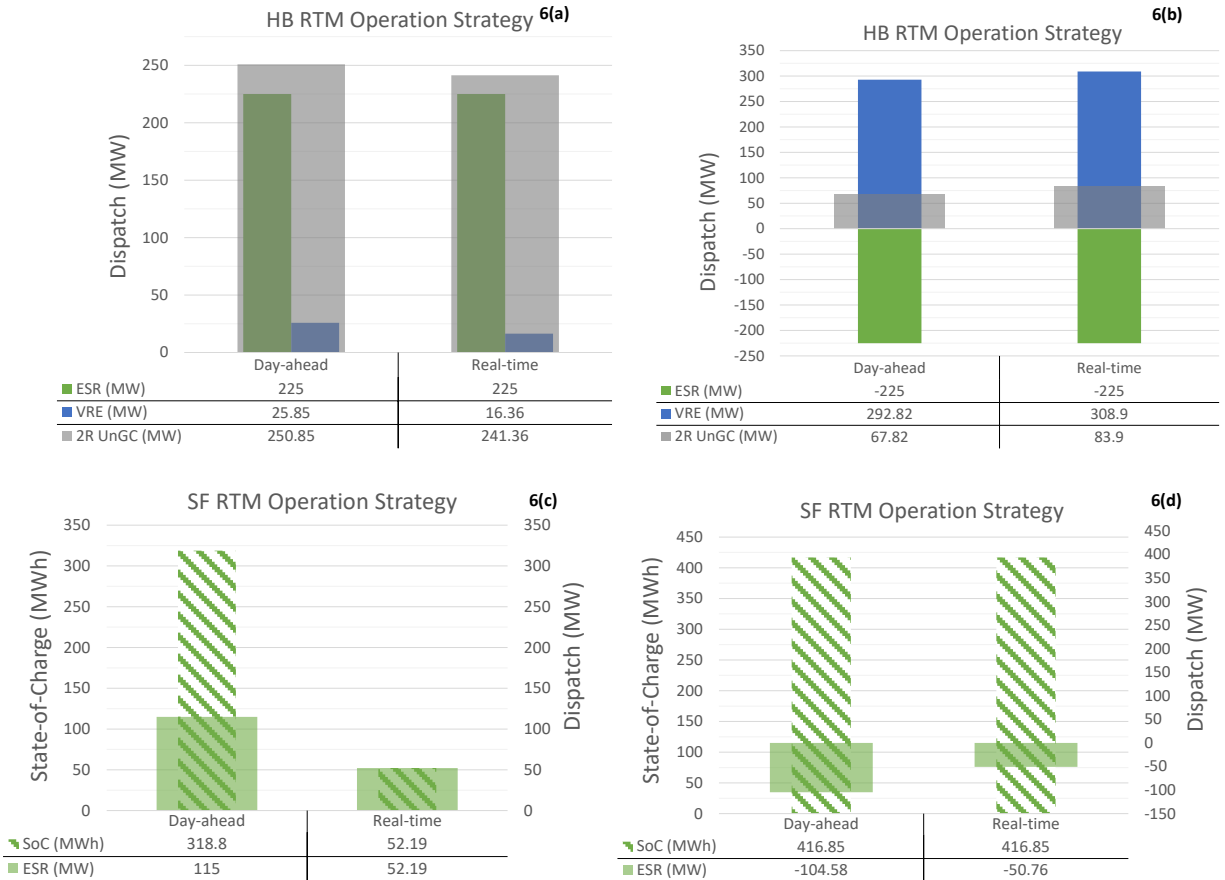 HB RTM Operation Strategy 6(a)
Dispatch (MW)
250
200
150
100
50
0
Day-ahead Real-time
ESR (MW) 225 225
VRE (MW) 25.85 16.36
2R UnGC (MW) 250.85 241.36
6(b)
HB RTM Operation Strategy
Dispatch (MW)
350
300
250
200
150
100
50
0
-50
-100
-150
-200
-250
Day-ahead Real-time
ESR (MW) -225 -225
VRE (MW) 292.82 308.9
2R UnGC (MW) 67.82 83.9
SF RTM Operation Strategy 6(c)
State-of-Charge (MWh)
350
300
250
200
150
100
50
0
Dispatch (MW)
350
300
250
200
150
100
50
0
Day-ahead Real-time
SoC (MWh) 318.8 52.19
ESR (MW) 115 52.19
SF RTM Operation Strategy 6(d)
State-of-Charge (MWh)
450
400
350
300
250
200
150
100
50
0
Dispatch (MW)
450
400
350
300
250
200
150
100
50
0
-50
-100
-150
Day-ahead Real-time
SoC (MWh) 416.85 416.85
ESR (MW) -104.58 -50.76